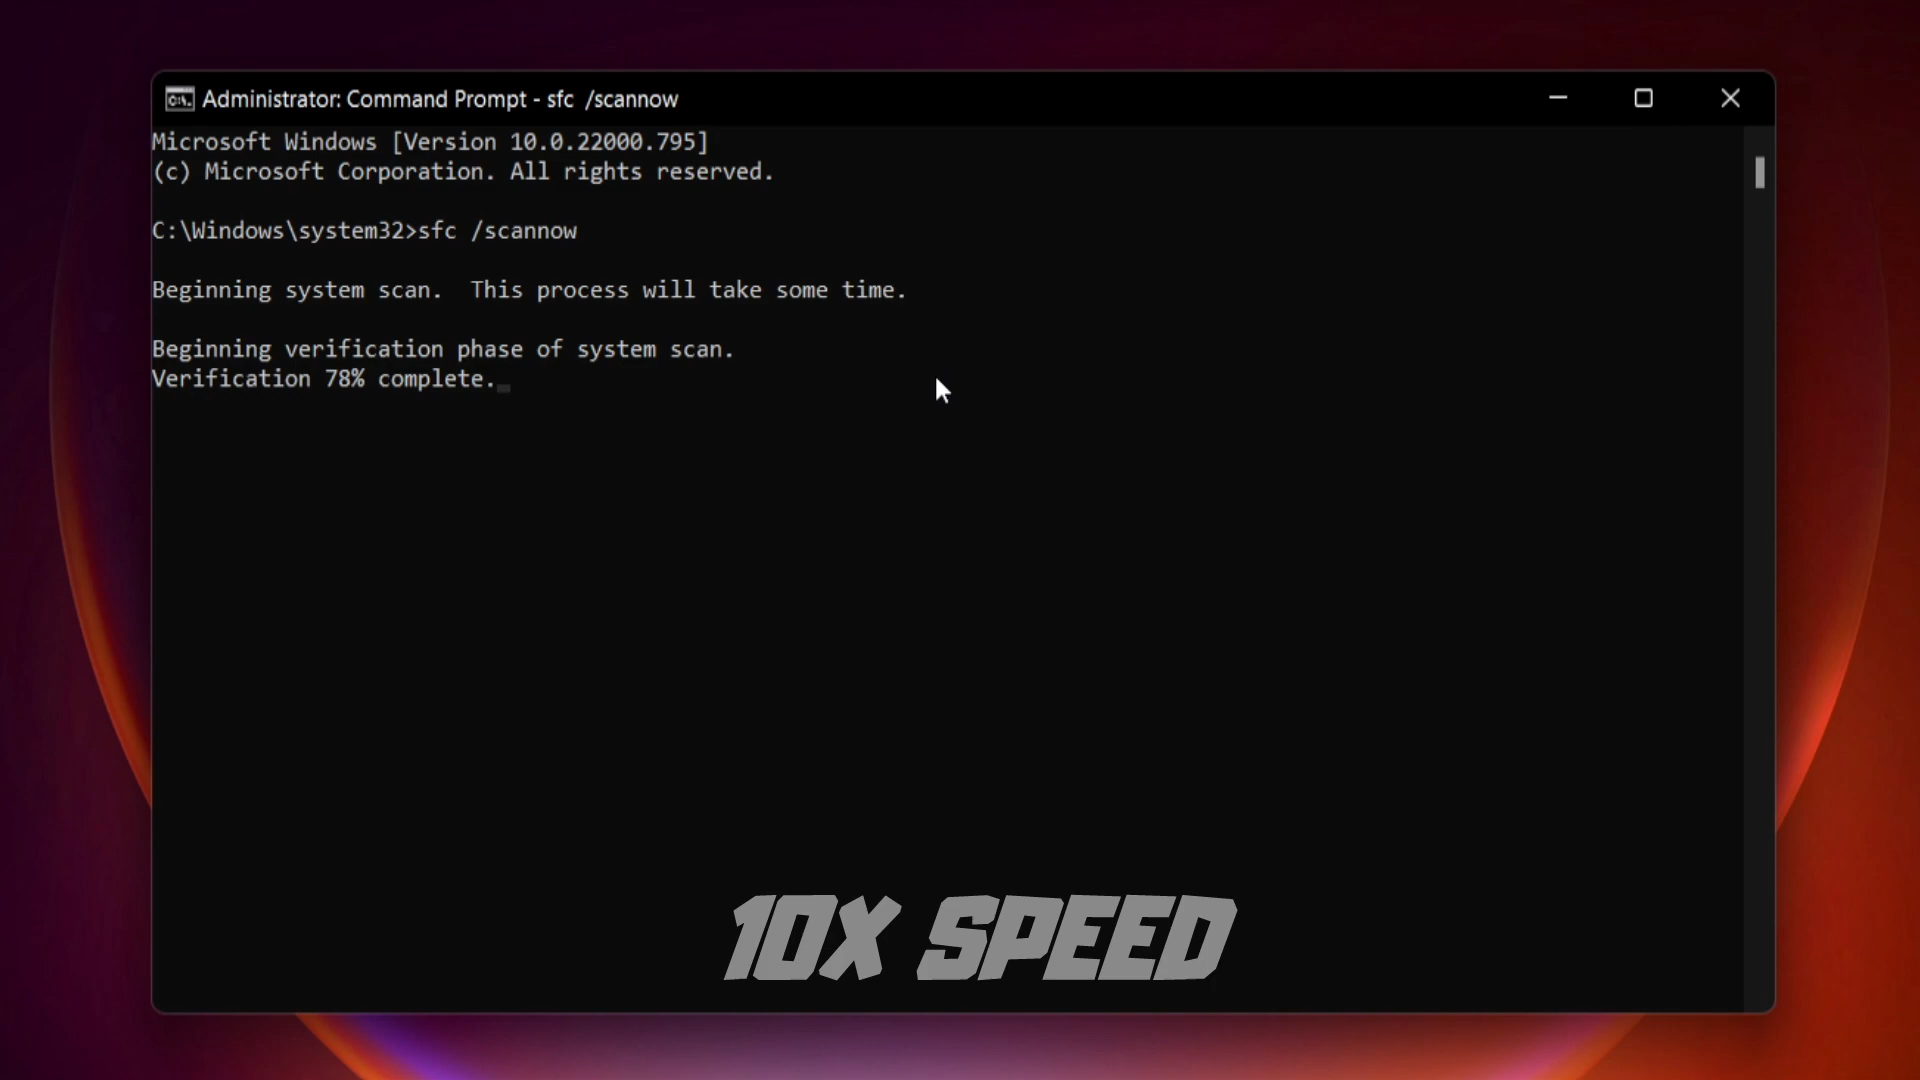 Administrator: Command Prompt - sfc  /scannow
Microsoft Windows [Version 10.0.22000.795]
(c) Microsoft Corporation. All rights reserved.
C:\Windows\system32>sfc /scannow
Beginning system scan.  This process will take some time.
Beginning verification phase of system scan.
Verification 78% complete.
10X SPEED